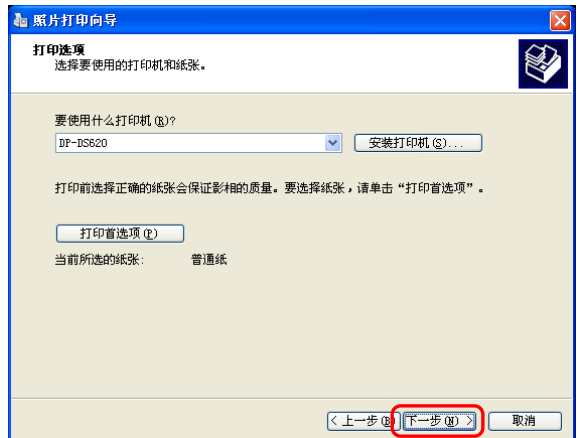 照片打印向导
打印选项
选择要使用的打印机和纸张。
要使用什么打印机(R)?
DP-DS620
安装打印机(S)...
打印前选择正确的纸张会保证影相的质量。要选择纸张，请单击“打印首选项”。
打印首选项(P)
当前所选的纸张： 普通纸
< 上一步(B) 下一步(N) > 取消